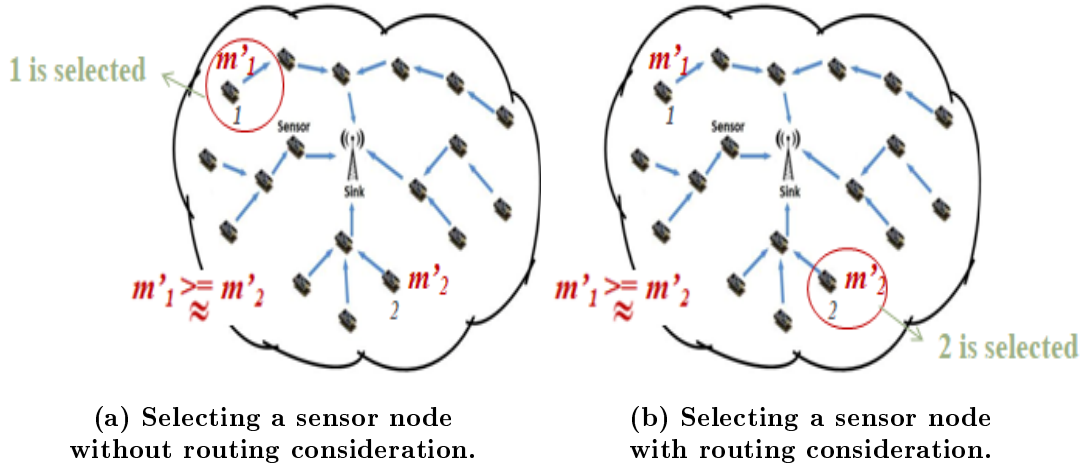 m'1
1 is selected
1
Sensor
Sink
m'1 >=≈ m'2
m'2
2
(a) Selecting a sensor node
without routing consideration.
m'1
1
Sensor
Sink
m'1 >=≈ m'2
m'2
2
2 is selected
(b) Selecting a sensor node
with routing consideration.